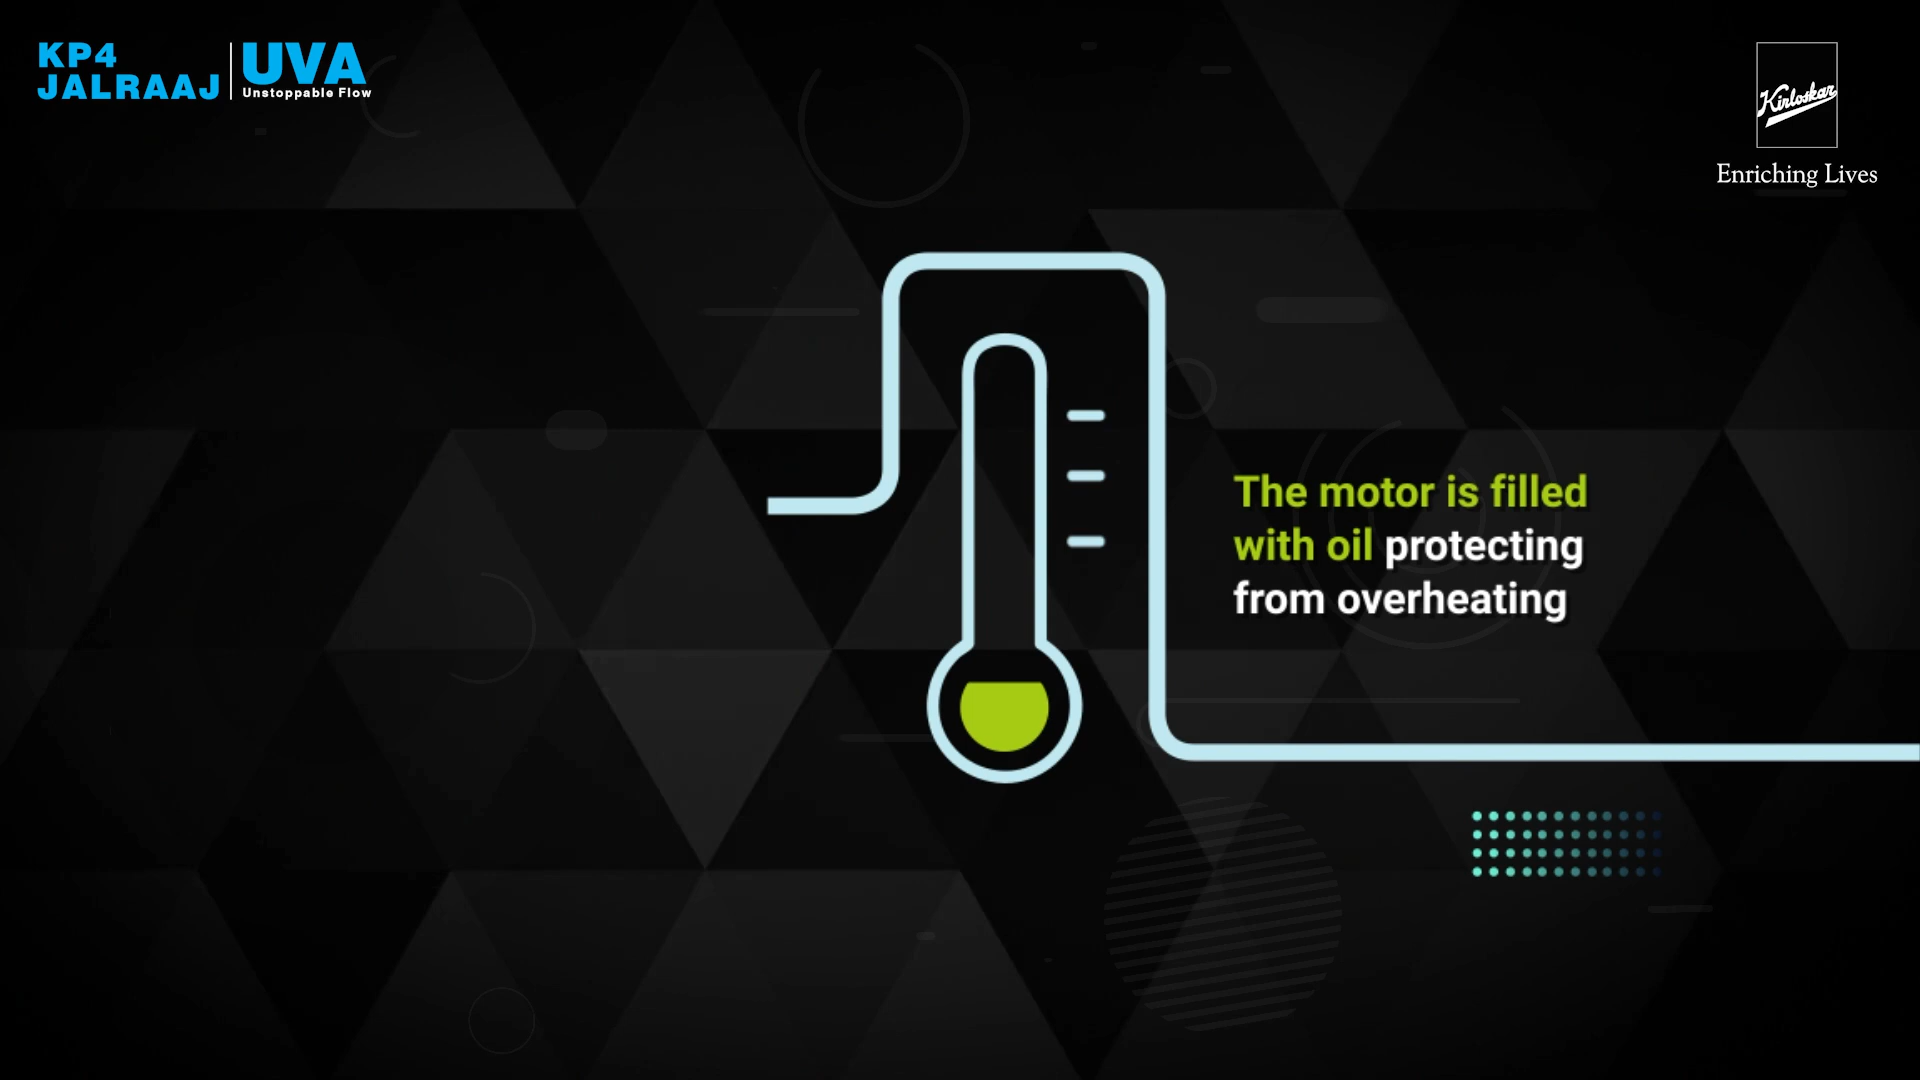 KP4
JALRAAJ
UVA
Unstoppable Flow
Kirloskar
Enriching Lives
The motor is filled
with oil protecting
from overheating